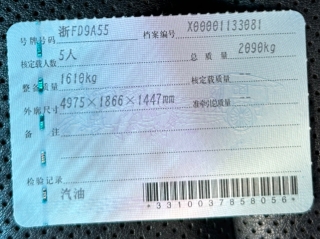 号牌号码 浙FD9A55 档案编号 X00001133081
核定载人数 5人 总质量 2090kg
整备质量 1610kg 核定载质量 --
外廓尺寸 4975×1866×1447mm 准牵引总质量 --
备注
检验记录
汽油
*3310037858056*